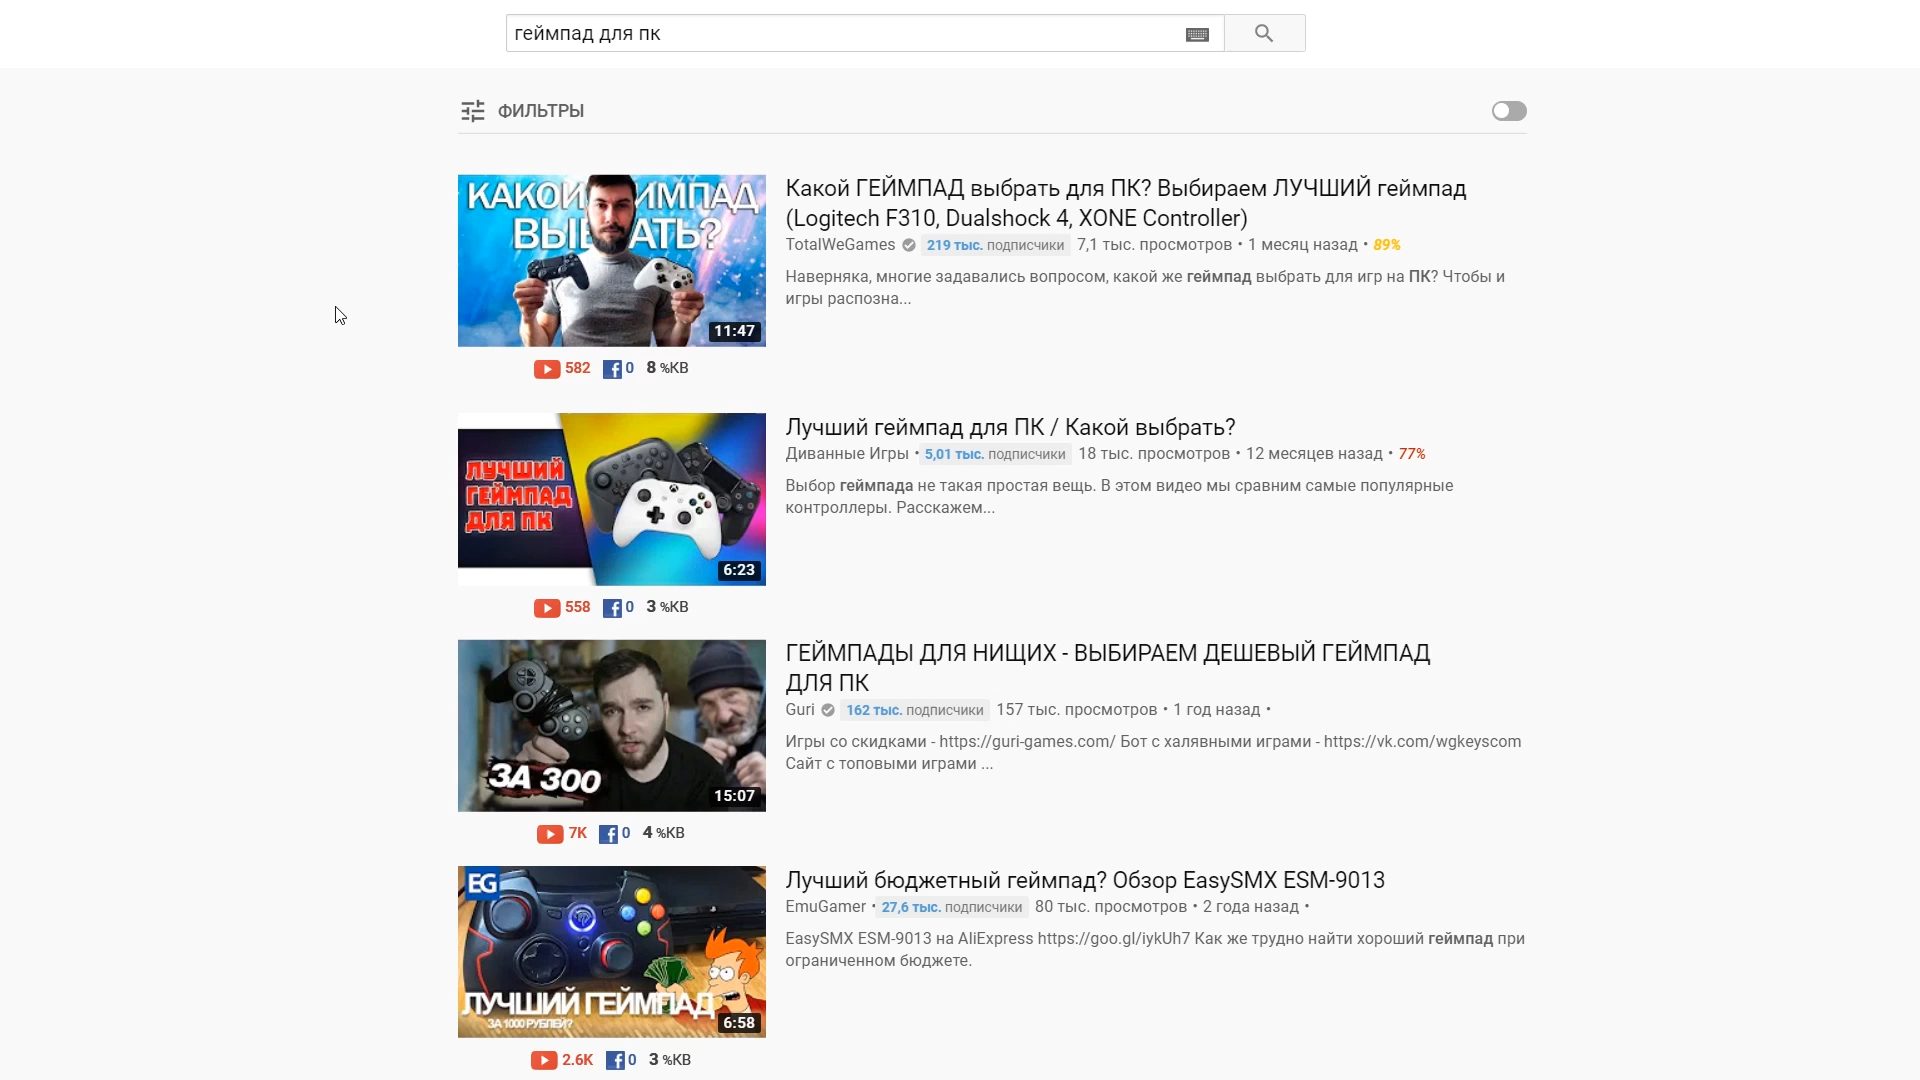 геймпад для пк
ФИЛЬТРЫ
КАКОЙ ГЕЙМПАД
ВЫБРАТЬ?
11:47
Какой ГЕЙМПАД выбрать для ПК? Выбираем ЛУЧШИЙ геймпад
(Logitech F310, Dualshock 4, XONE Controller)
TotalWeGames 219 тыс. подписчики 7,1 тыс. просмотров • 1 месяц назад • 89%
Наверняка, многие задавались вопросом, какой же геймпад выбрать для игр на ПК? Чтобы и
игры распозна...
582 0 8 %КВ
ЛУЧШИЙ
ГЕЙМПАД
ДЛЯ ПК
6:23
Лучший геймпад для ПК / Какой выбрать?
Диванные Игры • 5,01 тыс. подписчики 18 тыс. просмотров • 12 месяцев назад • 77%
Выбор геймпада не такая простая вещь. В этом видео мы сравним самые популярные
контроллеры. Расскажем...
558 0 3 %КВ
ЗА 300
15:07
ГЕЙМПАДЫ ДЛЯ НИЩИХ - ВЫБИРАЕМ ДЕШЕВЫЙ ГЕЙМПАД
ДЛЯ ПК
Guri 162 тыс. подписчики 157 тыс. просмотров • 1 год назад •
Игры со скидками - https://guri-games.com/ Бот с халявными играми - https://vk.com/wgkeyscom
Сайт с топовыми играми ...
7K 0 4 %КВ
EG
ЛУЧШИЙ ГЕЙМПАД
ЗА 1000 РУБЛЕЙ?
6:58
Лучший бюджетный геймпад? Обзор EasySMX ESM-9013
EmuGamer • 27,6 тыс. подписчики 80 тыс. просмотров • 2 года назад •
EasySMX ESM-9013 на AliExpress https://goo.gl/iykUh7 Как же трудно найти хороший геймпад при
ограниченном бюджете.
2.6K 0 3 %КВ